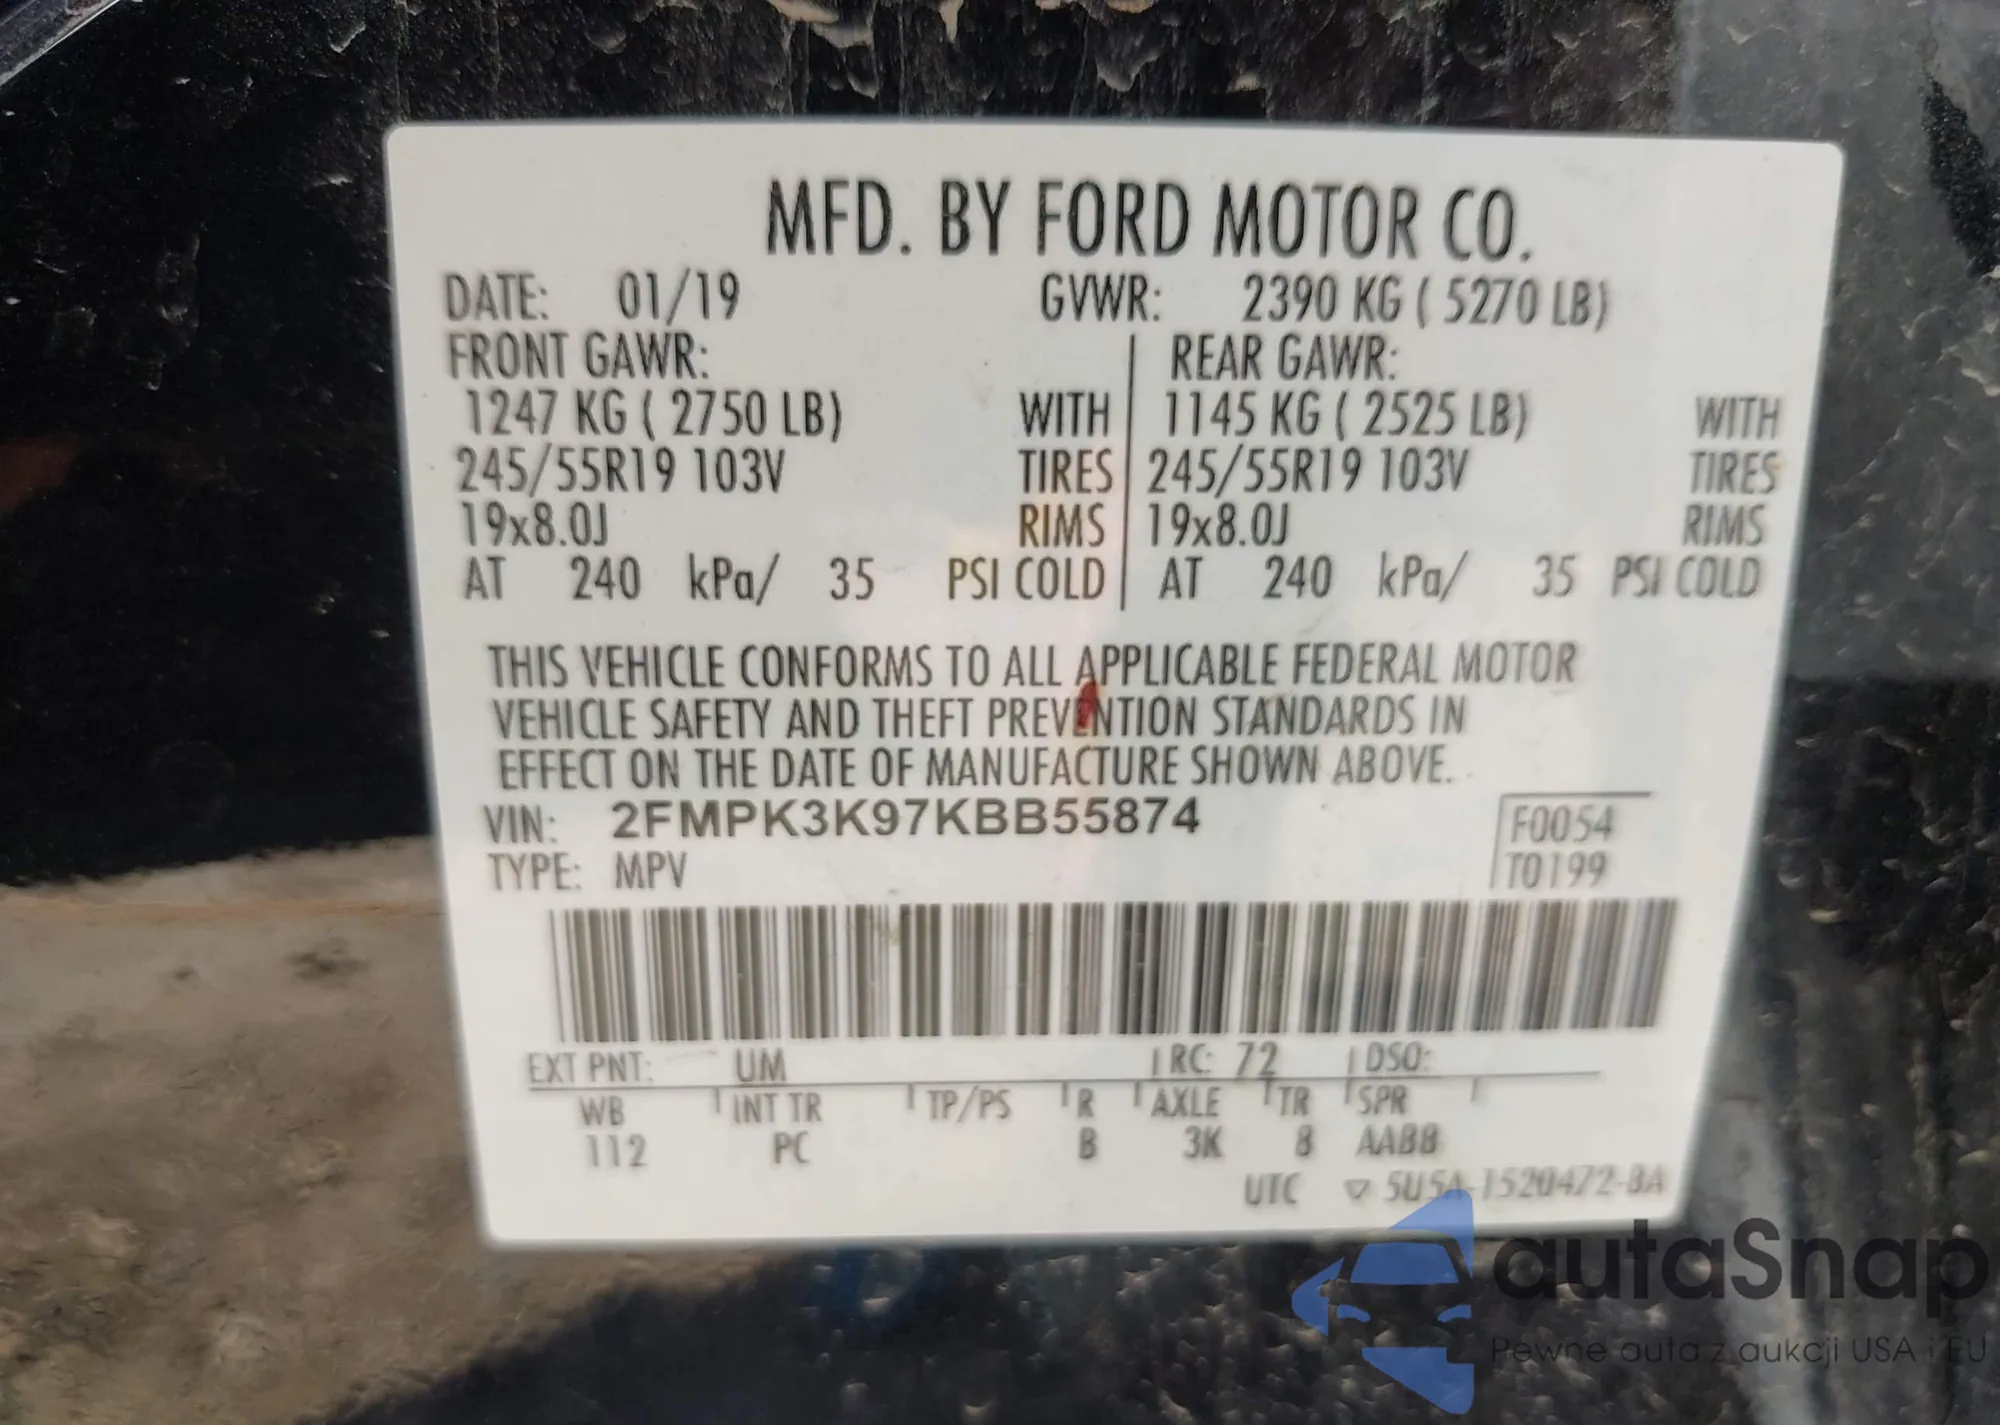 MFD. BY FORD MOTOR CO.
DATE: 01/19 GVWR: 2390 KG ( 5270 LB)
FRONT GAWR: REAR GAWR:
1247 KG ( 2750 LB) WITH 1145 KG ( 2525 LB) WITH
245/55R19 103V TIRES 245/55R19 103V TIRES
19x8.0J RIMS 19x8.0J RIMS
AT 240 kPa/ 35 PSI COLD AT 240 kPa/ 35 PSI COLD
THIS VEHICLE CONFORMS TO ALL APPLICABLE FEDERAL MOTOR
VEHICLE SAFETY AND THEFT PREVENTION STANDARDS IN
EFFECT ON THE DATE OF MANUFACTURE SHOWN ABOVE.
VIN: 2FMPK3K97KBB55874 F0054
TYPE: MPV T0199
EXT PNT: UM RC: 72 DSO:
WB INT TR TP/PS R AXLE TR SPR
112 PC B 3K 8 AABB
UTC ▽ 5U5A-1520472-BA
autaSnap
Pewne auta z aukcji USA i EU